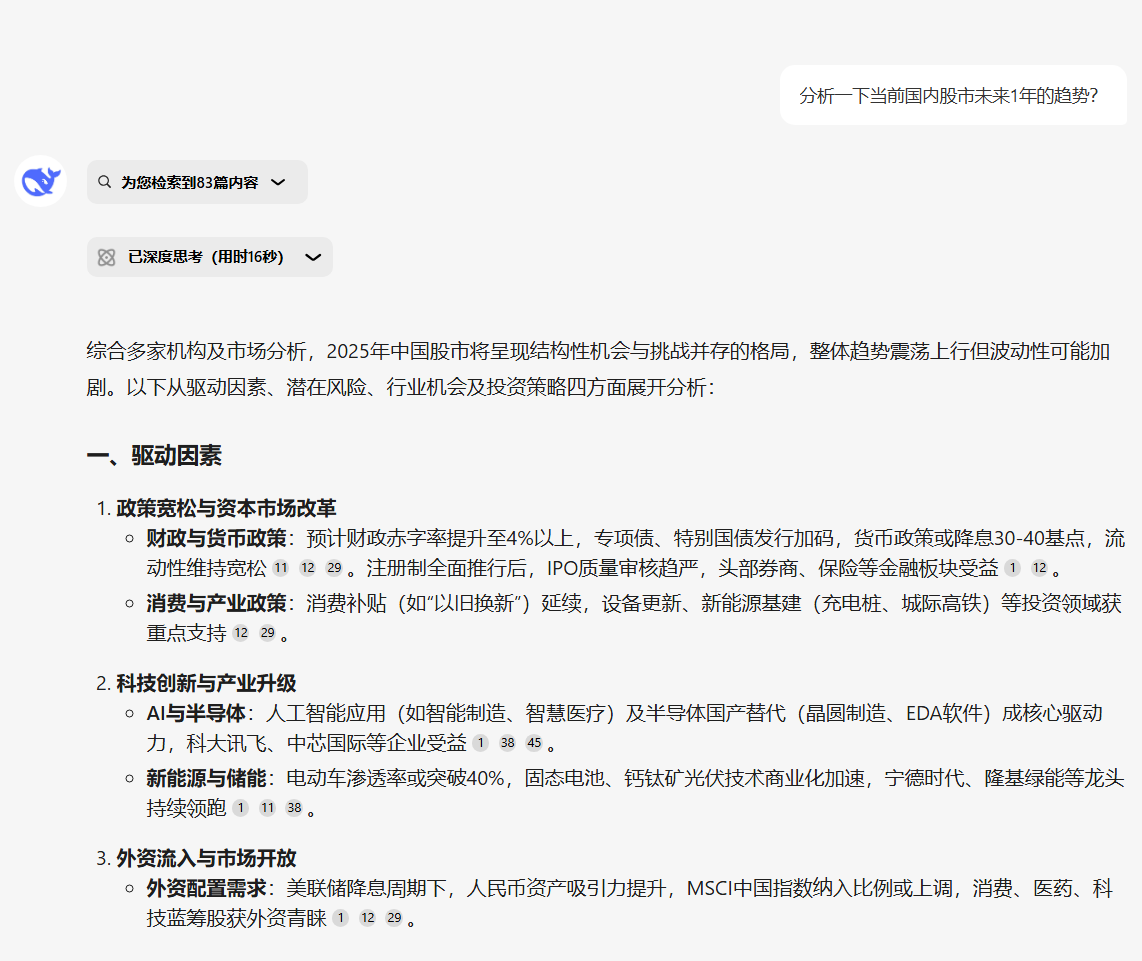 分析一下当前国内股市未来1年的趋势?
为您检索到83篇内容
已深度思考（用时16秒）
综合多家机构及市场分析，2025年中国股市将呈现结构性机会与挑战并存的格局，整体趋势震荡上行但波动性可能加
剧。以下从驱动因素、潜在风险、行业机会及投资策略四方面展开分析：
一、驱动因素
1. 政策宽松与资本市场改革
○ 财政与货币政策：预计财政赤字率提升至4%以上，专项债、特别国债发行加码，货币政策或降息30-40基点，流
动性维持宽松 11 12 29 。注册制全面推行后，IPO质量审核趋严，头部券商、保险等金融板块受益 1 12 。
○ 消费与产业政策：消费补贴（如“以旧换新”）延续，设备更新、新能源基建（充电桩、城际高铁）等投资领域获
重点支持 12 29 。
2. 科技创新与产业升级
○ AI与半导体：人工智能应用（如智能制造、智慧医疗）及半导体国产替代（晶圆制造、EDA软件）成核心驱动
力，科大讯飞、中芯国际等企业受益 1 38 45 。
○ 新能源与储能：电动车渗透率或突破40%，固态电池、钙钛矿光伏技术商业化加速，宁德时代、隆基绿能等龙头
持续领跑 1 11 38 。
3. 外资流入与市场开放
○ 外资配置需求：美联储降息周期下，人民币资产吸引力提升，MSCI中国指数纳入比例或上调，消费、医药、科
技蓝筹股获外资青睐 1 12 29 。